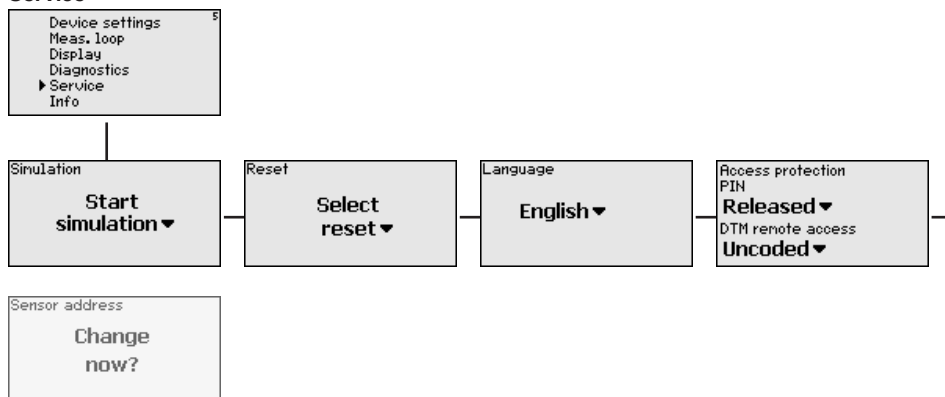 Service
Device settings 5
Meas. loop
Display
Diagnostics
Service
Info
Simulation
Start
simulation
Reset
Select
reset
Language
English
Access protection
PIN
Released
DTM remote access
Uncoded
Sensor address
Change
now?